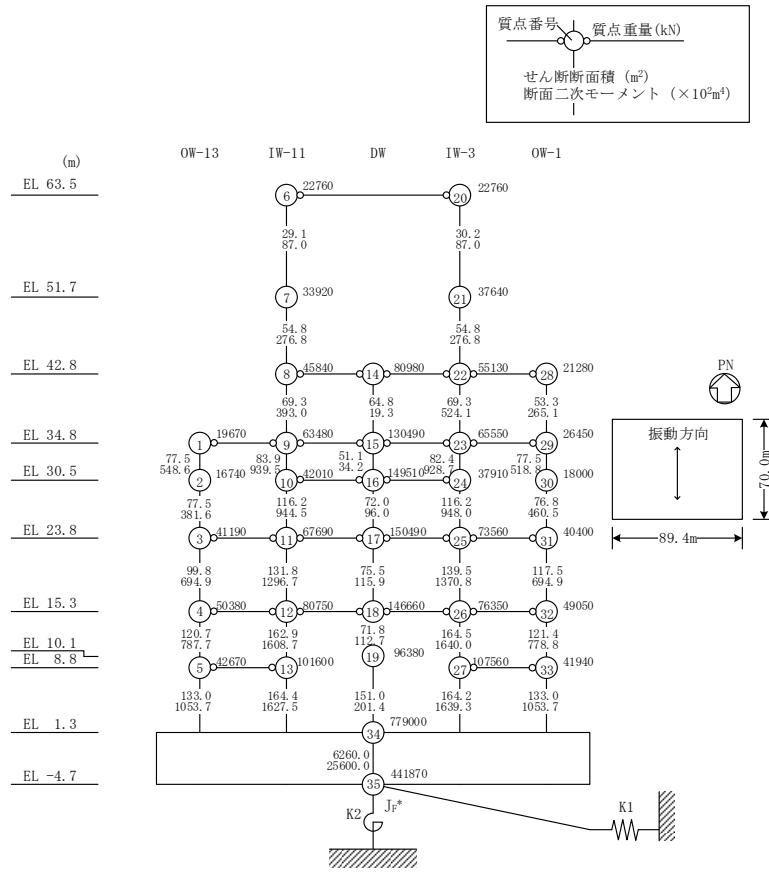 質点番号 質点重量(kN)
せん断断面積 (m²)
断面二次モーメント (×10²m⁴)
(m) OW-13 IW-11 DW IW-3 OW-1
EL 63.5 6 22760 20 22760
29.1 30.2
87.0 87.0
EL 51.7 7 33920 21 37640
54.8 54.8
276.8 276.8
EL 42.8 8 45840 14 80980 22 55130 28 21280
PN
69.3 64.8 69.3 53.3
393.0 19.3 524.1 265.1
EL 34.8 1 19670 9 63480 15 130490 23 65550 29 26450
振動方向
77.5 83.9 51.1 82.4 77.5
548.6 939.5 34.2 928.7 518.8
EL 30.5 2 16740 10 42010 16 149510 24 37910 30 18000
70.0m
77.5 116.2 72.0 116.2 76.8
381.6 944.5 96.0 948.0 460.5
EL 23.8 3 41190 11 67690 17 150490 25 73560 31 40400
89.4m
99.8 131.8 75.5 139.5 117.5
694.9 1296.7 115.9 1370.8 694.9
EL 15.3 4 50380 12 80750 18 146660 26 76350 32 49050
120.7 162.9 71.8 164.5 121.4
787.7 1608.7 112.7 1640.0 778.8
EL 10.1 19 96380
EL 8.8 5 42670 13 101600 27 107560 33 41940
133.0 164.4 151.0 164.2 133.0
1053.7 1627.5 201.4 1639.3 1053.7
EL 1.3 34 779000
6260.0
25600.0
EL -4.7 35 441870
K2 JF* K1